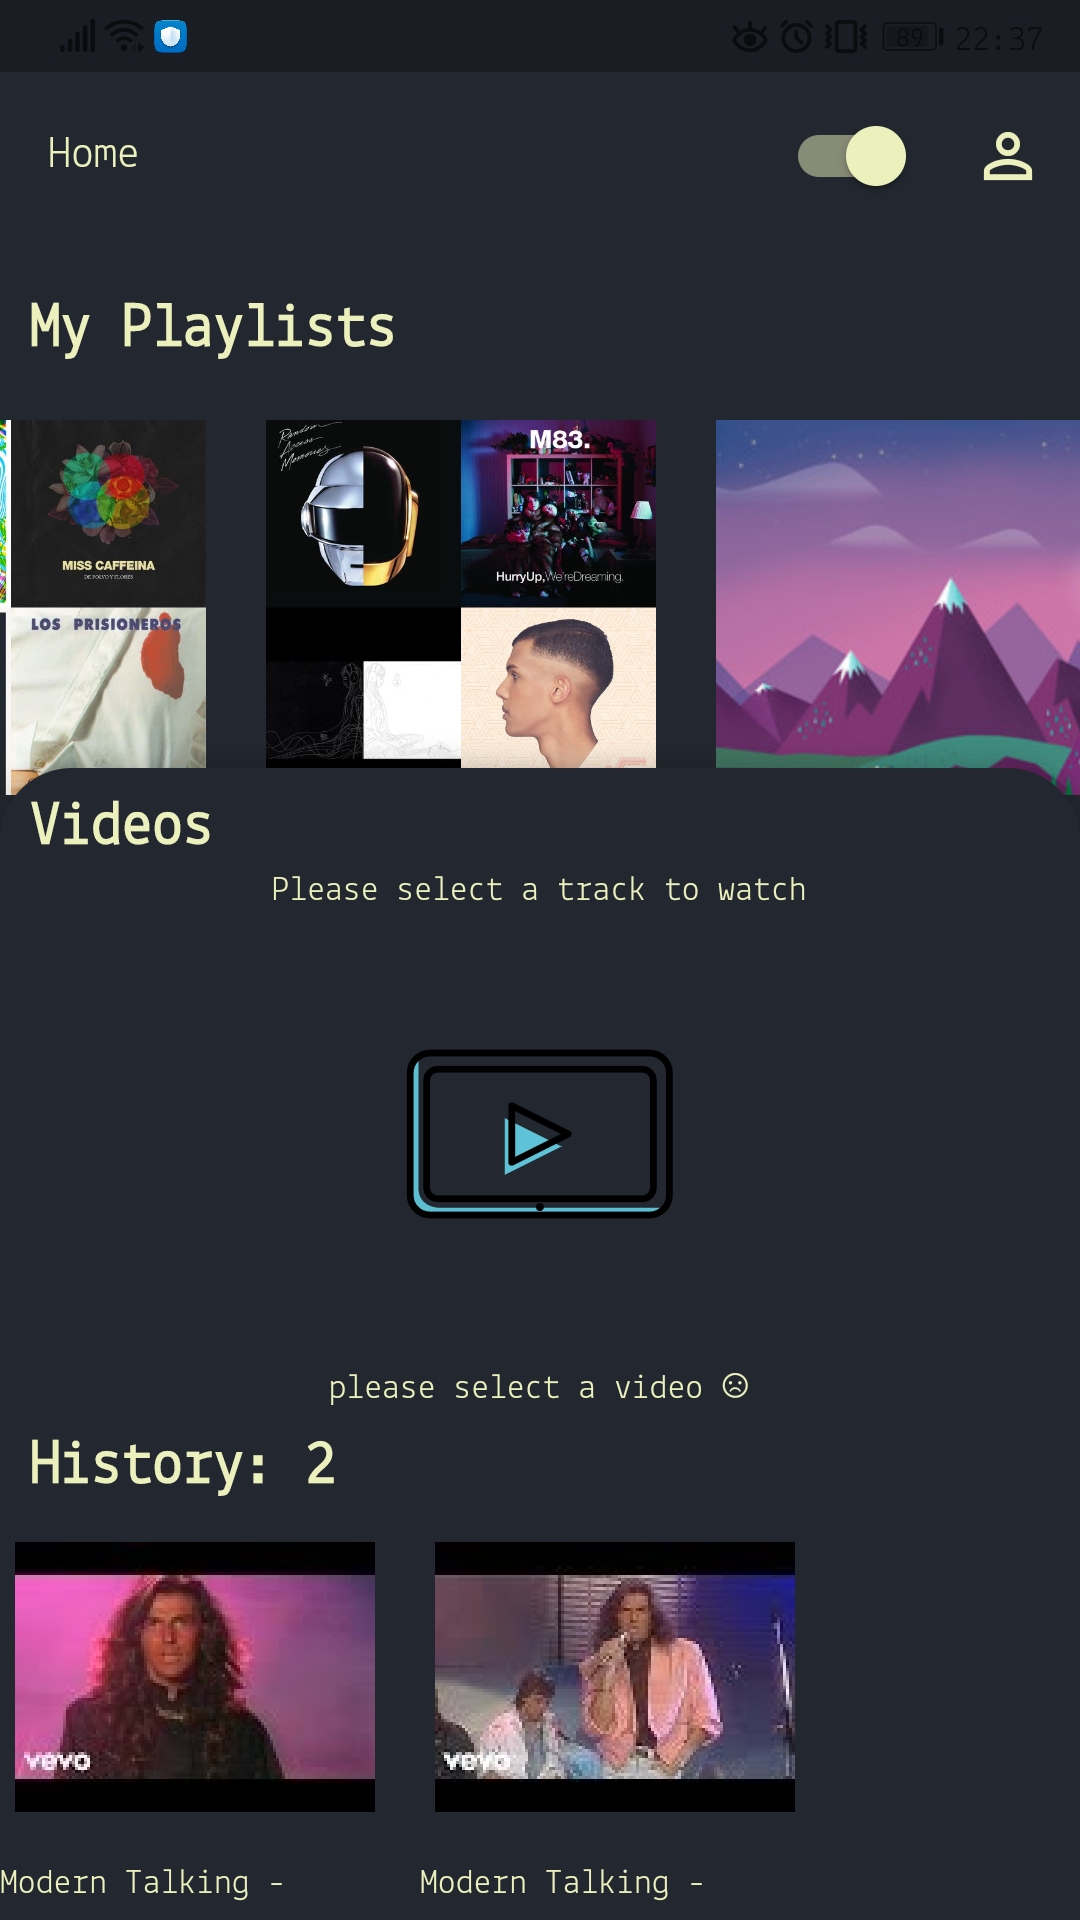 89 22:37
Home
My Playlists
Random
Access
Memories
M83.
MISS CAFFEINA
DE POLVO Y FLORES
HurryUp,We'reDreaming.
LOS PRISIONEROS
Videos
Please select a track to watch
please select a video ☹
History: 2
vevo
vevo
Modern Talking -
Modern Talking -